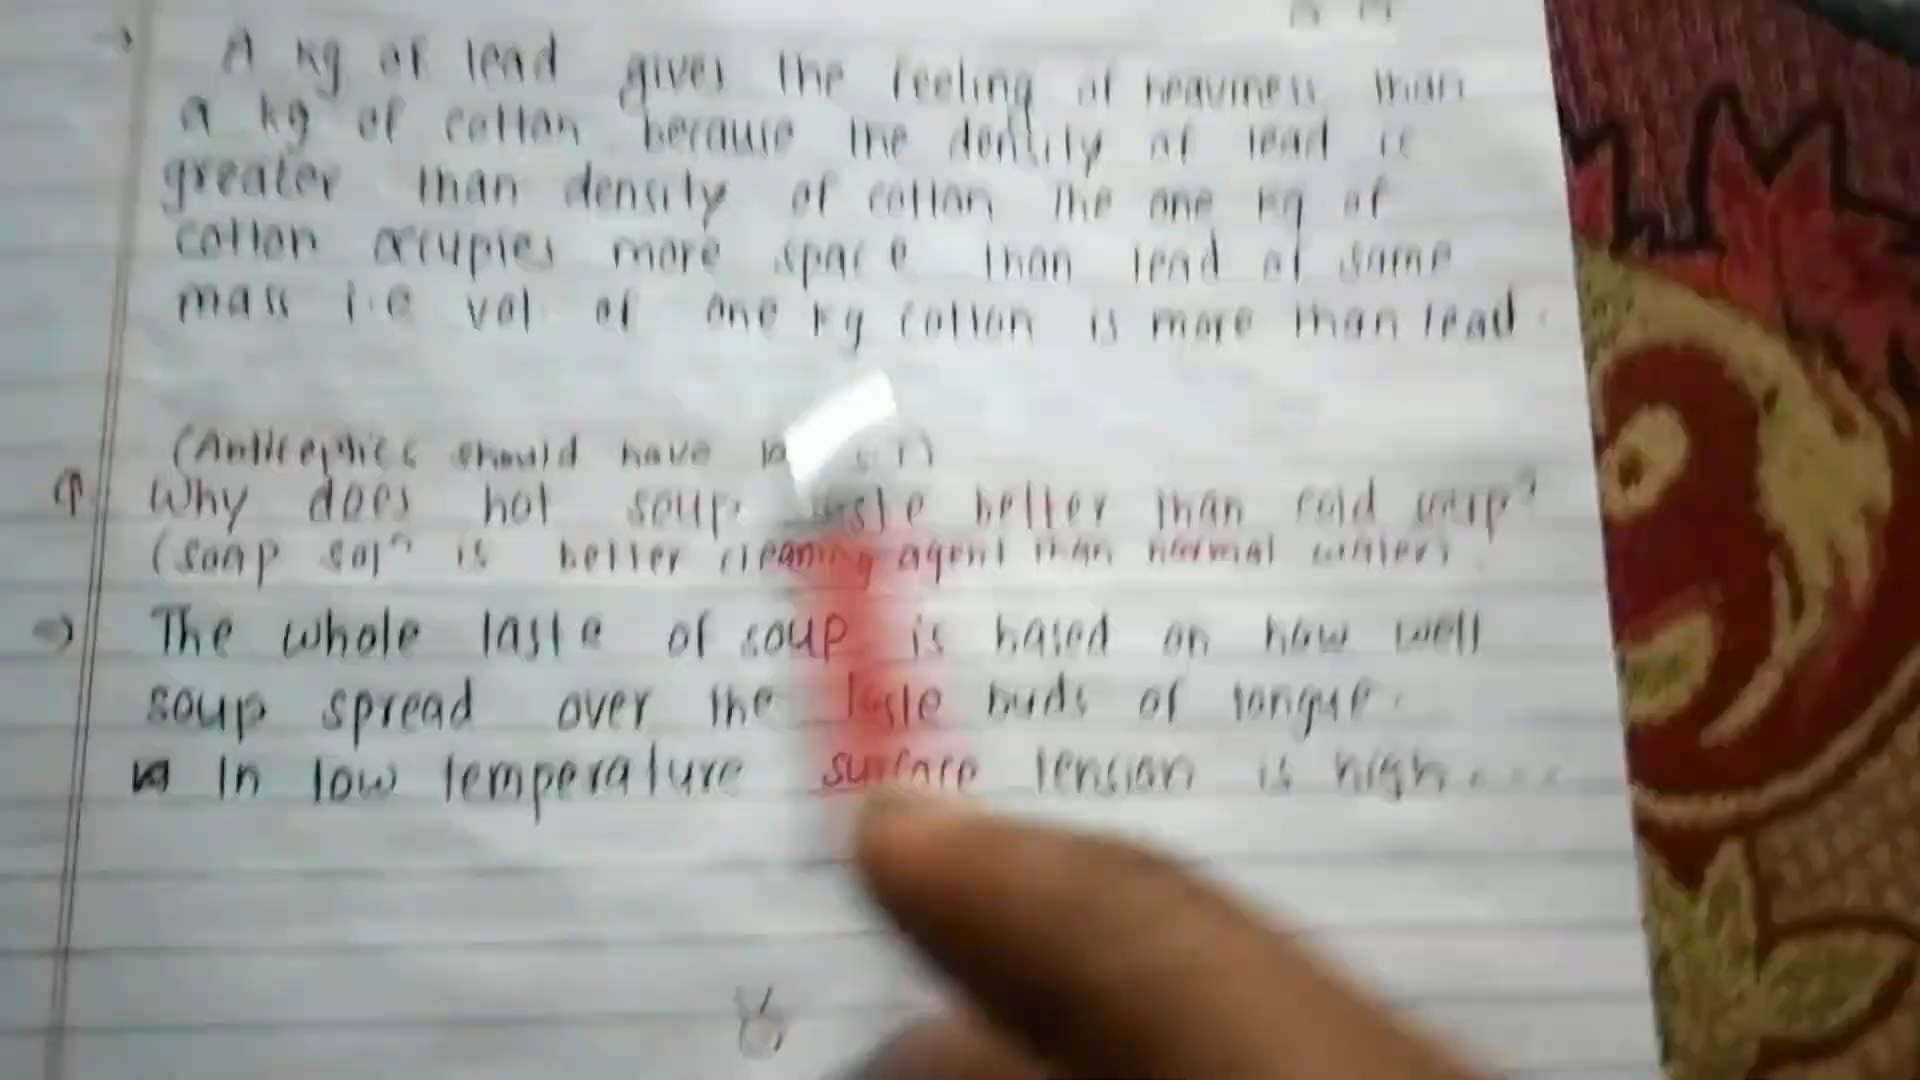 → A kg of lead gives the feeling of heaviness than
a kg of cotton because the density of lead is
greater than density of cotton The one kg of
cotton occupies more space than lead of same
mass i.e vol. of one kg cotton is more than lead.
(Anticeptics should have
Q. Why does hot soup taste better than cold
(soap solⁿ is better cleaning agent than normal water)
→ The whole taste of soup is based on how well
soup spread over the taste buds of tongue.
In low temperature surface tension is high ....